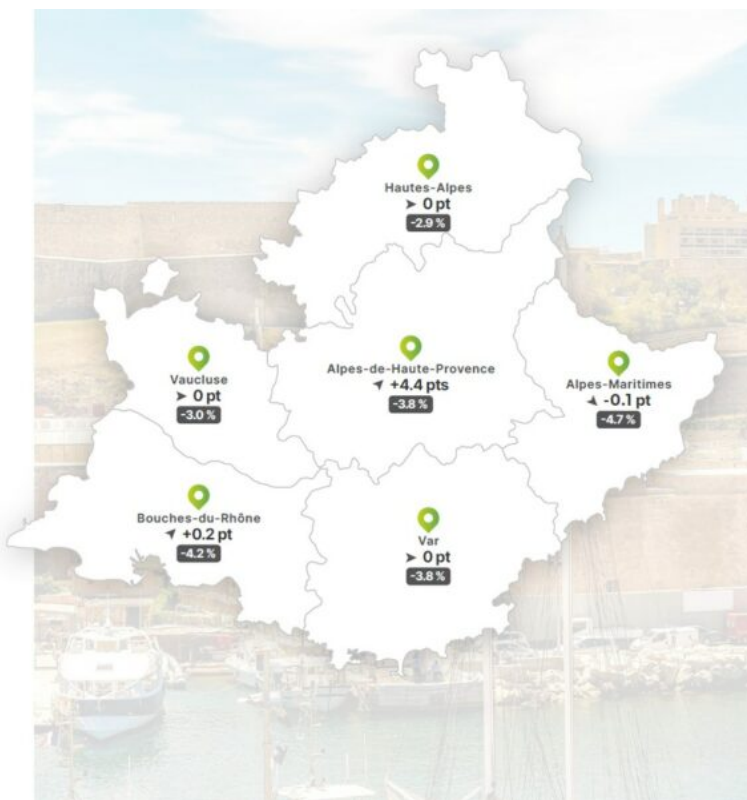 Hautes-Alpes
➤ 0 pt
-2.9 %
Alpes-de-Haute-Provence
➤ +4.4 pts
-3.8 %
Vaucluse
➤ 0 pt
-3.0 %
Alpes-Maritimes
➤ -0.1 pt
-4.7 %
Bouches-du-Rhône
➤ +0.2 pt
-4.2 %
Var
➤ 0 pt
-3.8 %